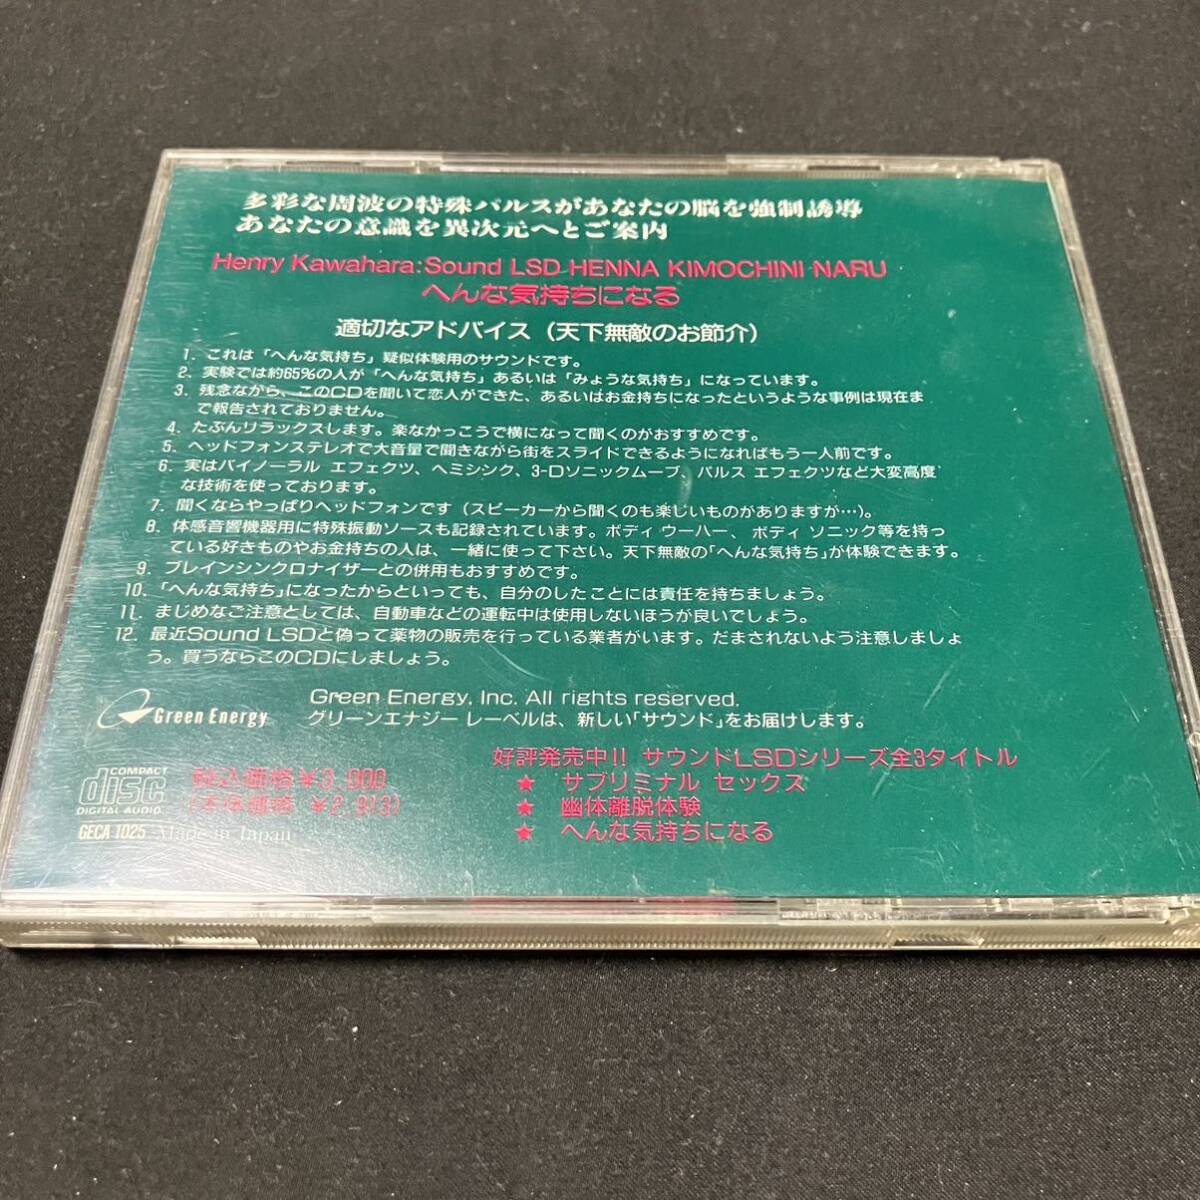 多彩な周波の特殊パルスがあなたの脳を強制誘導
あなたの意識を異次元へとご案内
Henry Kawahara:Sound LSD HENNA KIMOCHINI NARU
へんな気持ちになる
適切なアドバイス（天下無敵のお節介）
1. これは「へんな気持ち」疑似体験用のサウンドです。
2. 実験では約65%の人が「へんな気持ち」あるいは「みょうな気持ち」になっています。
3. 残念ながら、このCDを聞いて恋人ができた、あるいはお金持ちになったというような事例は現在ま
で報告されておりません。
4. たぶんリラックスします。楽なかっこうで横になって聞くのがおすすめです。
5. ヘッドフォンステレオで大音量で聞きながら街をスライドできるようになればもう一人前です。
6. 実はバイノーラル エフェクツ、ヘミシンク、3-Dソニックムーブ、パルス エフェクツなど大変高度
な技術を使っております。
7. 聞くならやっぱりヘッドフォンです（スピーカーから聞くのも楽しいものがありますが…）。
8. 体感音響機器用に特殊振動ソースも記録されています。ボディ ウーハー、ボディ ソニック等を持っ
ている好きものやお金持ちの人は、一緒に使って下さい。天下無敵の「へんな気持ち」が体験できます。
9. ブレインシンクロナイザーとの併用もおすすめです。
10. 「へんな気持ち」になったからといっても、自分のしたことには責任を持ちましょう。
11. まじめなご注意としては、自動車などの運転中は使用しないほうが良いでしょう。
12. 最近Sound LSDと偽って薬物の販売を行っている業者がいます。だまされないよう注意しましょ
う。買うならこのCDにしましょう。
Green Energy
Green Energy, Inc. All rights reserved.
グリーンエナジー レーベルは、新しい「サウンド」をお届けします。
COMPACT
disc
DIGITAL AUDIO
税込価格¥3,000
(本体価格 ¥2,913)
GECA 1025 Made in Japan
好評発売中!! サウンドLSDシリーズ全3タイトル
★ サブリミナル セックス
★ 幽体離脱体験
★ へんな気持ちになる